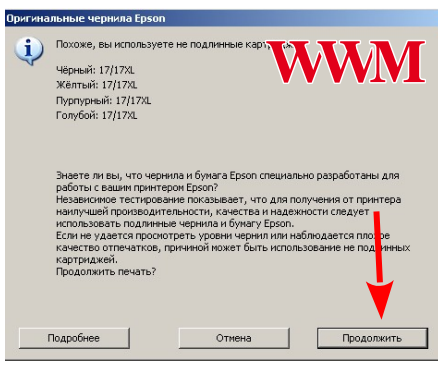 Оригинальные чернила Epson
WWM
Похоже, вы используете не подлинные
Чёрный: 17/17XL
Жёлтый: 17/17XL
Пурпурный: 17/17XL
Голубой: 17/17XL
Знаете ли вы, что чернила и бумага Epson специально разработаны для
работы с вашим принтером Epson?
Независимое тестирование показывает, что для получения от принтера
наилучшей производительности, качества и надежности следует
использовать подлинные чернила и бумагу Epson.
Если не удается просмотреть уровни чернил или наблюдается плохое
качество отпечатков, причиной может быть использование не подлинных
картриджей.
Продолжить печать?
Подробнее
Отмена
Продолжить